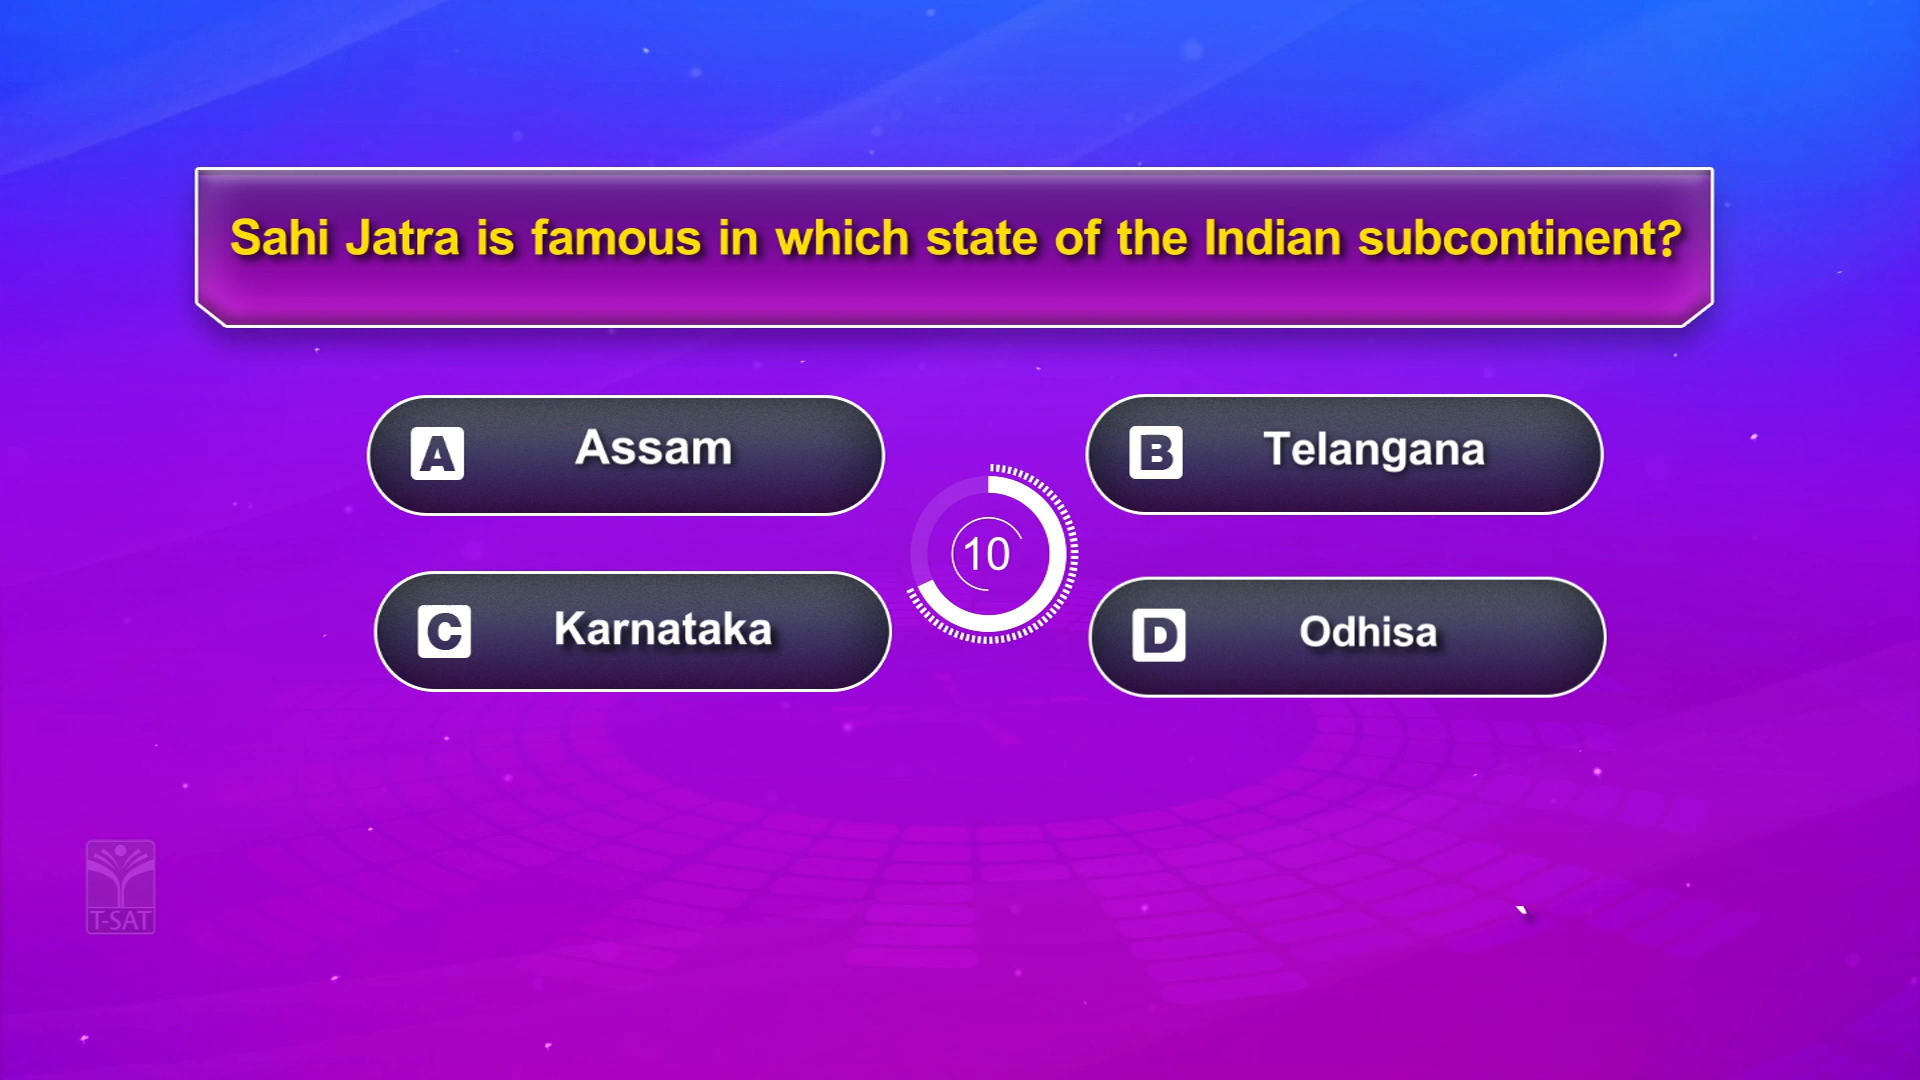 Sahi Jatra is famous in which state of the Indian subcontinent?
A Assam
B Telangana
10
C Karnataka
D Odhisa
T-SAT